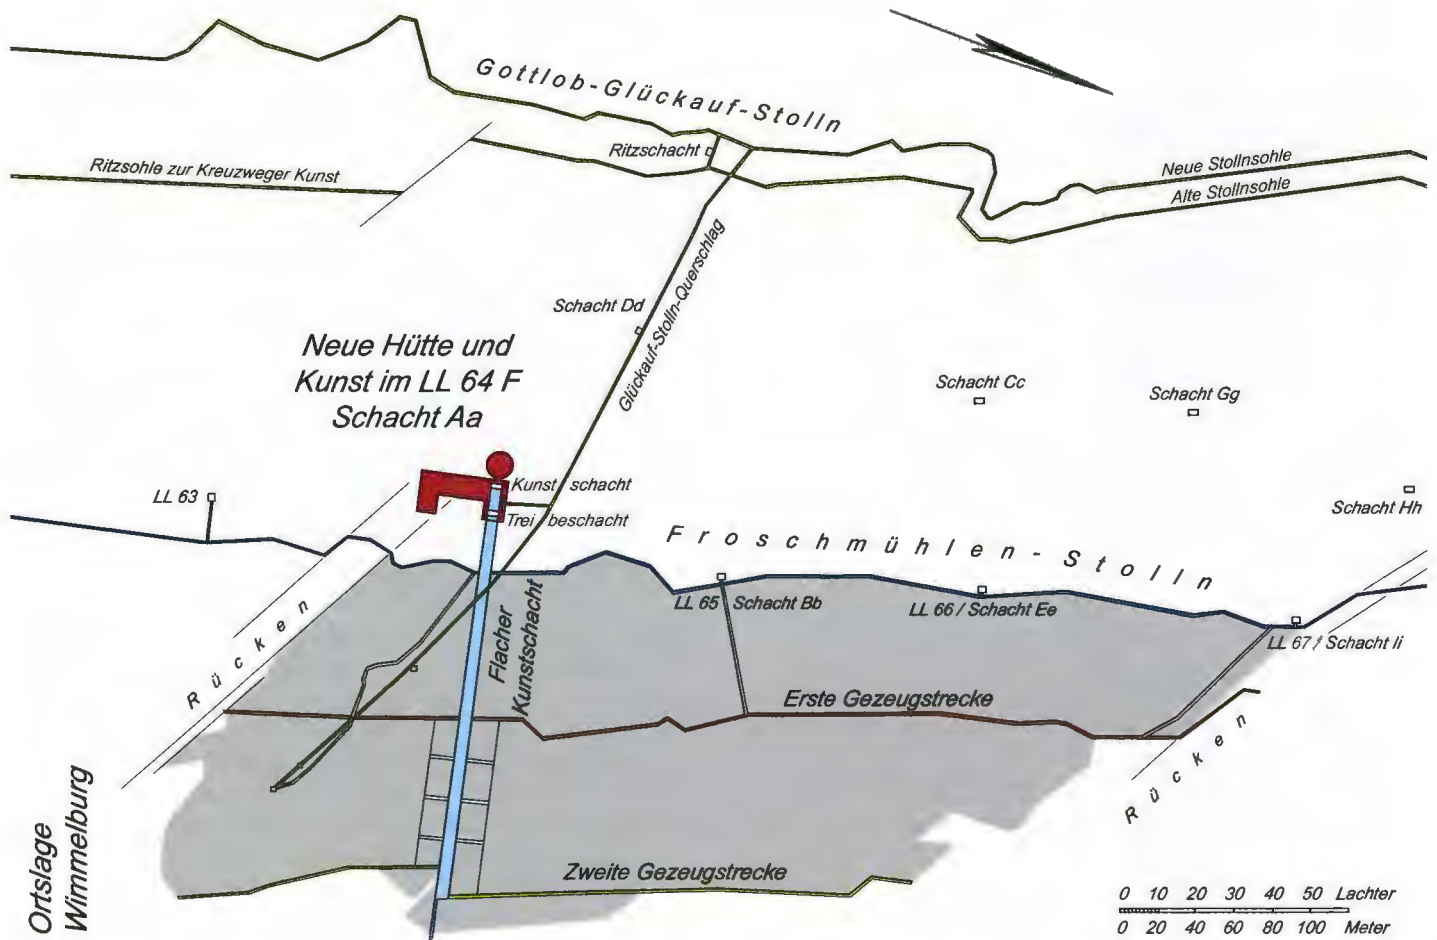 Gottlob-Glückauf-Stolln
Ritzschacht
Ritzsohle zur Kreuzweger Kunst
Neue Stollnsohle
Alte Stollnsohle
Glückauf-Stolln-Querschlag
Schacht Dd
Neue Hütte und
Kunst im LL 64 F
Schacht Aa
Schacht Cc
Schacht Gg
LL 63
Kunst schacht
Trei beschacht
Schacht Hh
Froschmühlen-Stolln
LL 65 Schacht Bb
LL 66 / Schacht Ee
LL 67 / Schacht Ii
Rücken
Flacher
Kunstschacht
Erste Gezeugstrecke
Rücken
Ortslage
Wimmelburg
Zweite Gezeugstrecke
0 10 20 30 40 50 Lachter
0 20 40 60 80 100 Meter